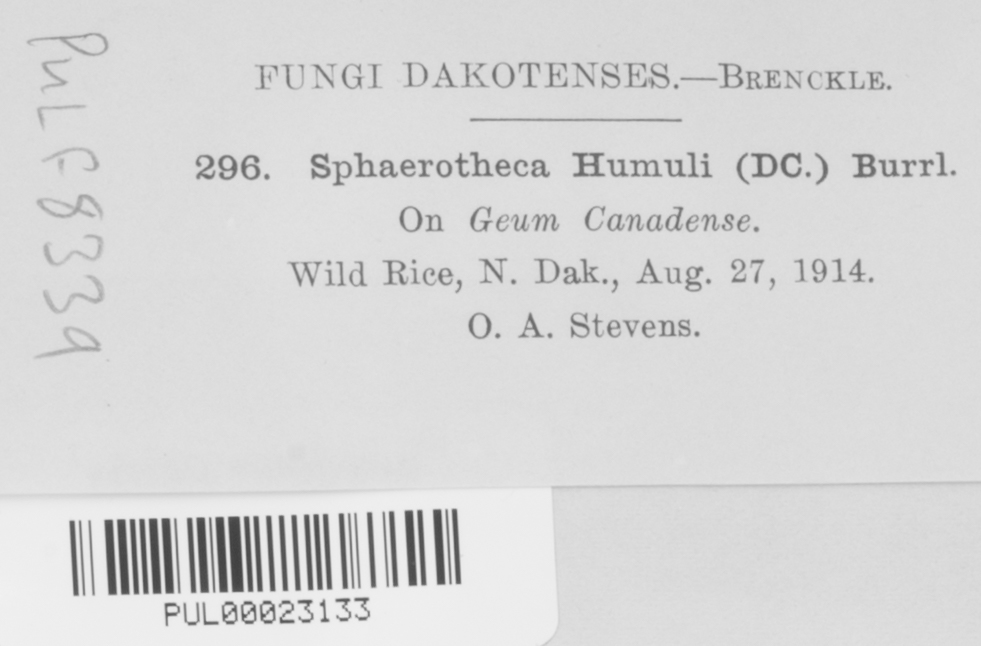 FUNGI DAKOTENSES.—BRENCKLE.
296. Sphaerotheca Humuli (DC.) Burrl.
On Geum Canadense.
Wild Rice, N. Dak., Aug. 27, 1914.
O. A. Stevens.
PUL F8339
PUL00023133